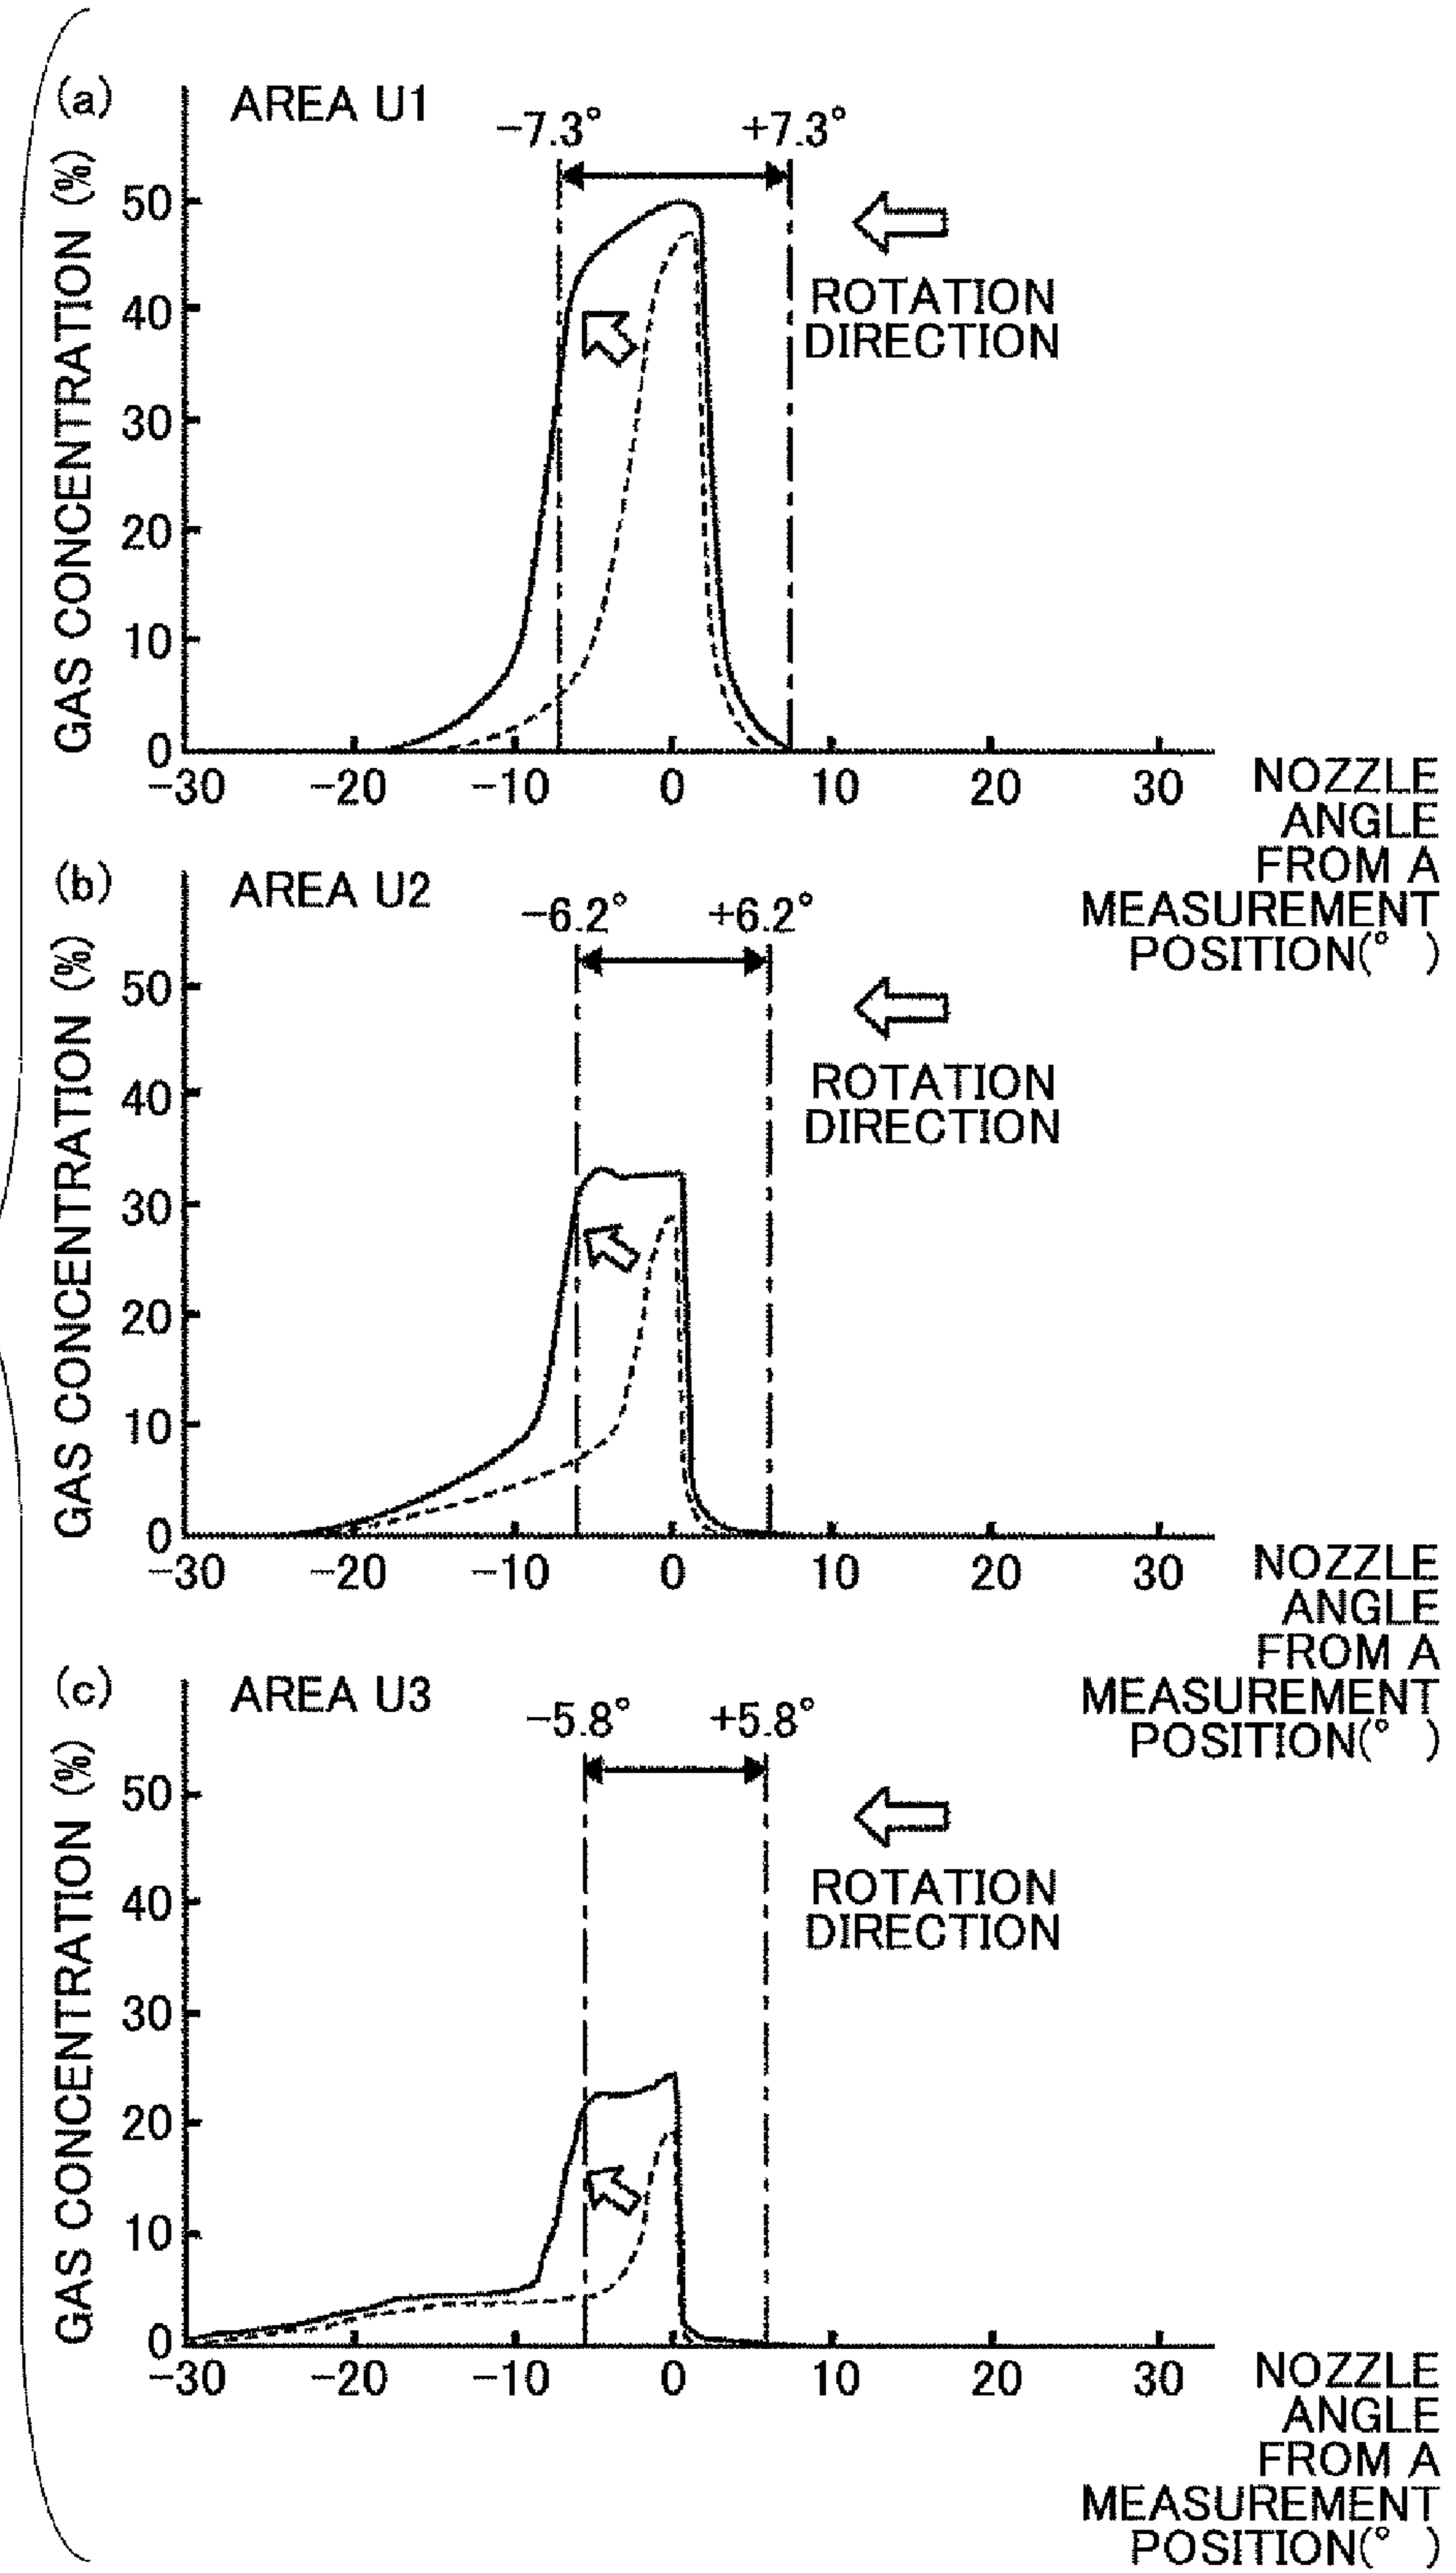 (a) AREA U1
−7.3° +7.3°
GAS CONCENTRATION (%)
50
40
30
20
10
0
ROTATION
DIRECTION
−30 −20 −10 0 10 20 30
NOZZLE
ANGLE
FROM A
MEASUREMENT
POSITION(° )
(b) AREA U2
−6.2° +6.2°
GAS CONCENTRATION (%)
50
40
30
20
10
0
ROTATION
DIRECTION
−30 −20 −10 0 10 20 30
NOZZLE
ANGLE
FROM A
MEASUREMENT
POSITION(° )
(c) AREA U3
−5.8° +5.8°
GAS CONCENTRATION (%)
50
40
30
20
10
0
ROTATION
DIRECTION
−30 −20 −10 0 10 20 30
NOZZLE
ANGLE
FROM A
MEASUREMENT
POSITION(° )